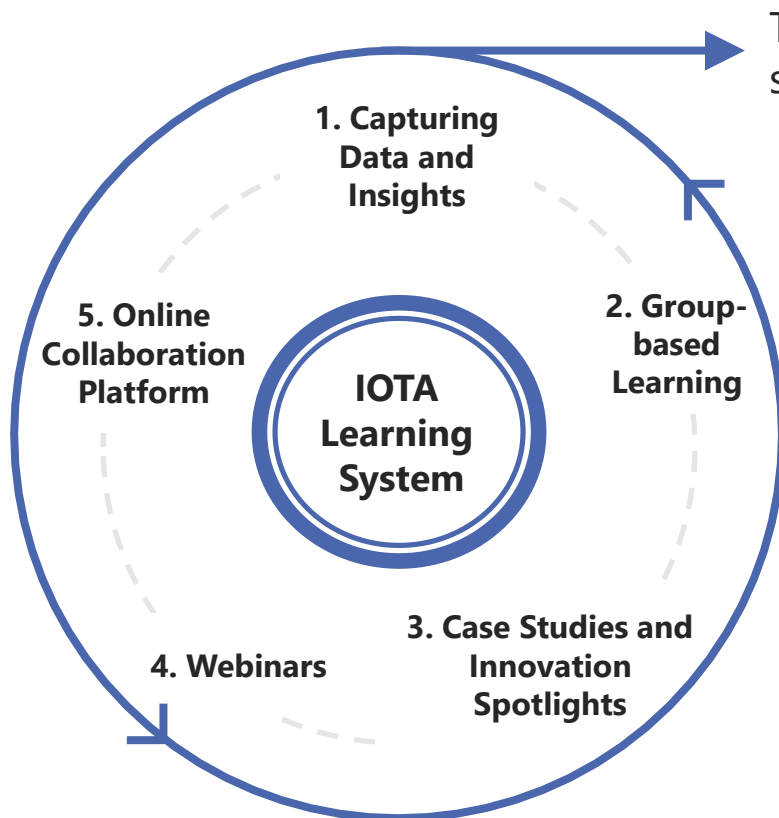 1. Capturing
Data and
Insights
2. Group-
based
Learning
3. Case Studies and
Innovation
Spotlights
4. Webinars
5. Online
Collaboration
Platform
IOTA
Learning
System